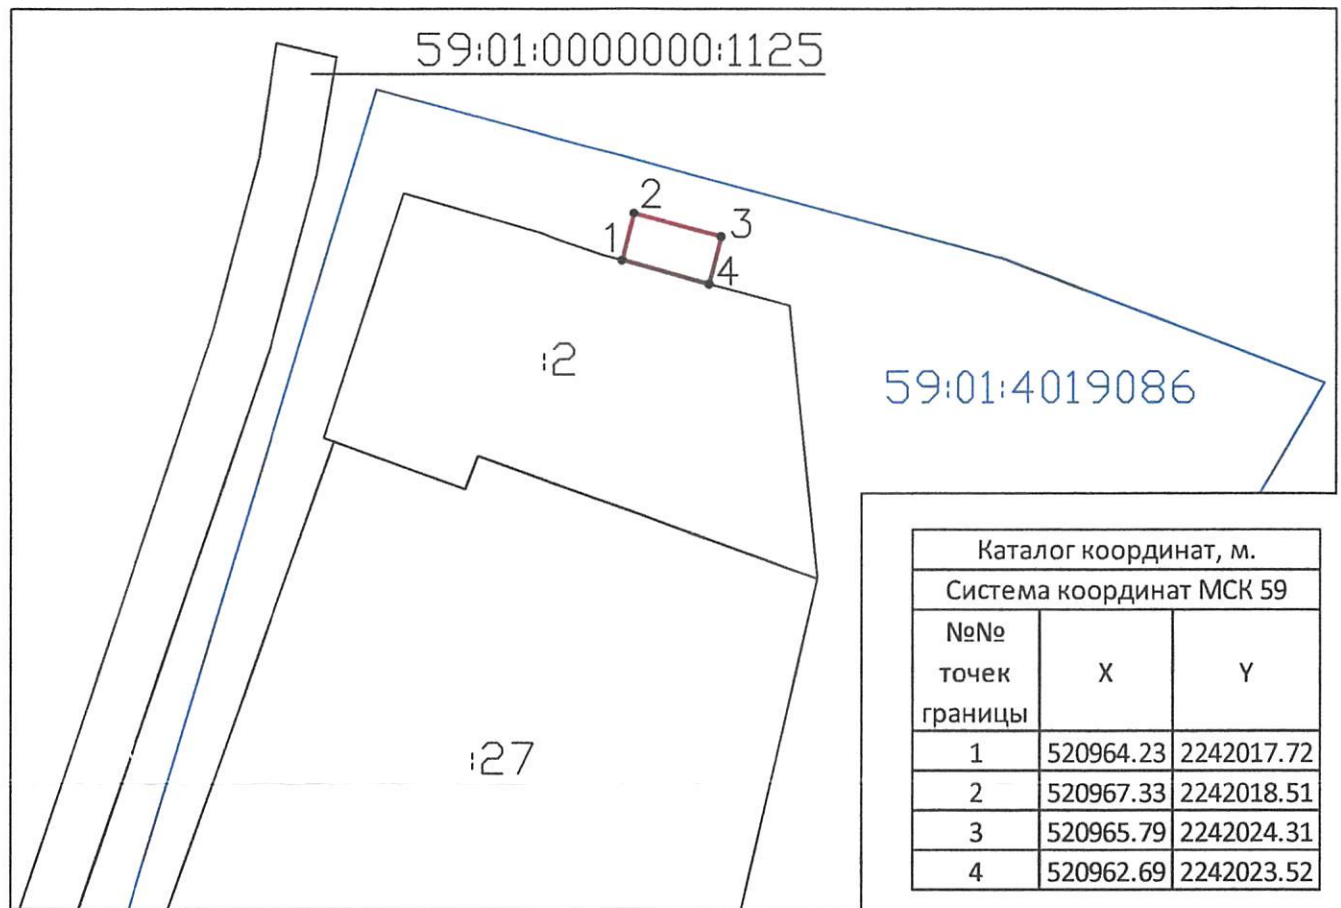 59:01:0000000:1125
2
1
3
4
:2
59:01:4019086
:27
Каталог координат, м.
Система координат МСК 59
№№ точек границы X Y
1 520964.23 2242017.72
2 520967.33 2242018.51
3 520965.79 2242024.31
4 520962.69 2242023.52